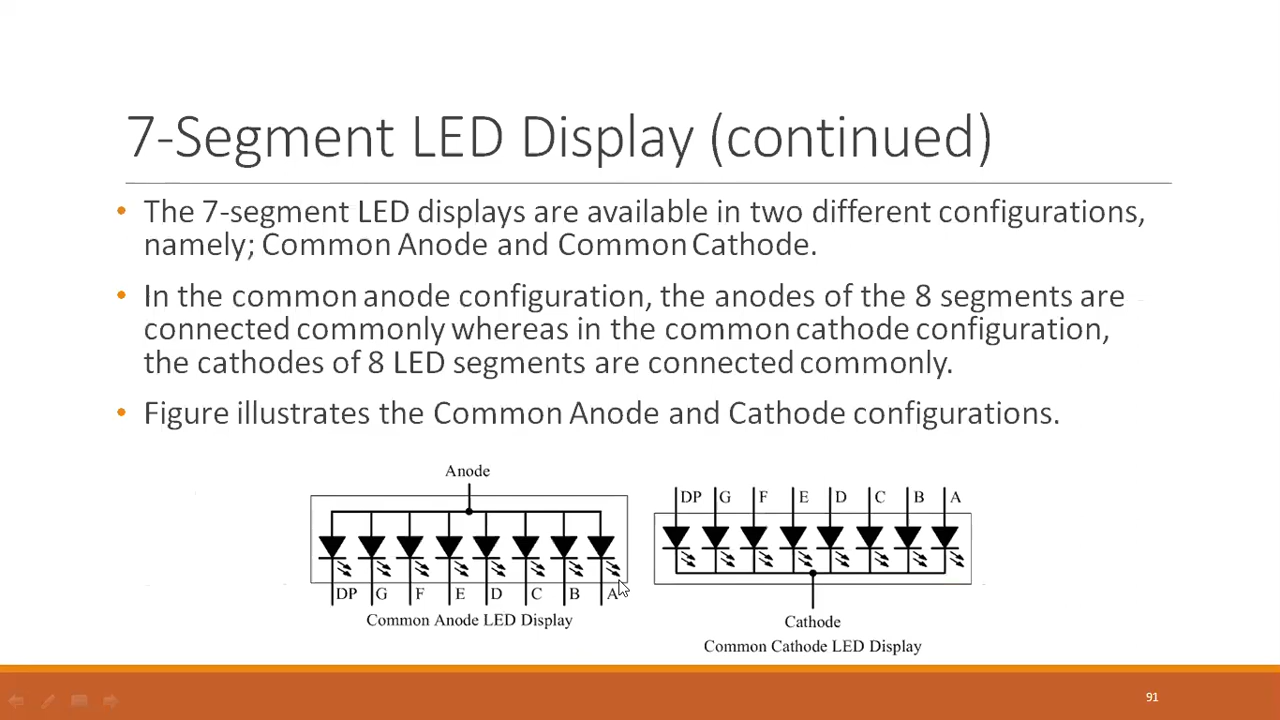 7-Segment LED Display (continued)
• The 7-segment LED displays are available in two different configurations,
namely; Common Anode and Common Cathode.
• In the common anode configuration, the anodes of the 8 segments are
connected commonly whereas in the common cathode configuration,
the cathodes of 8 LED segments are connected commonly.
• Figure illustrates the Common Anode and Cathode configurations.
Anode
DP G F E D C B A
Common Anode LED Display
DP G F E D C B A
Cathode
Common Cathode LED Display
91